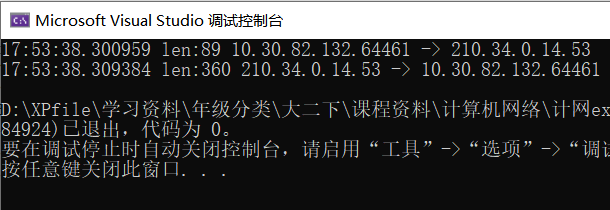 Microsoft Visual Studio 调试控制台
17:53:38.300959 len:89 10.30.82.132.64461 -> 210.34.0.14.53
17:53:38.309384 len:360 210.34.0.14.53 -> 10.30.82.132.64461
D:\XPfile\学习资料\年级分类\大二下\课程资料\计算机网络\计网ex
84924)已退出，代码为 0。
要在调试停止时自动关闭控制台，请启用“工具”->“选项”->“调试
按任意键关闭此窗口. . .